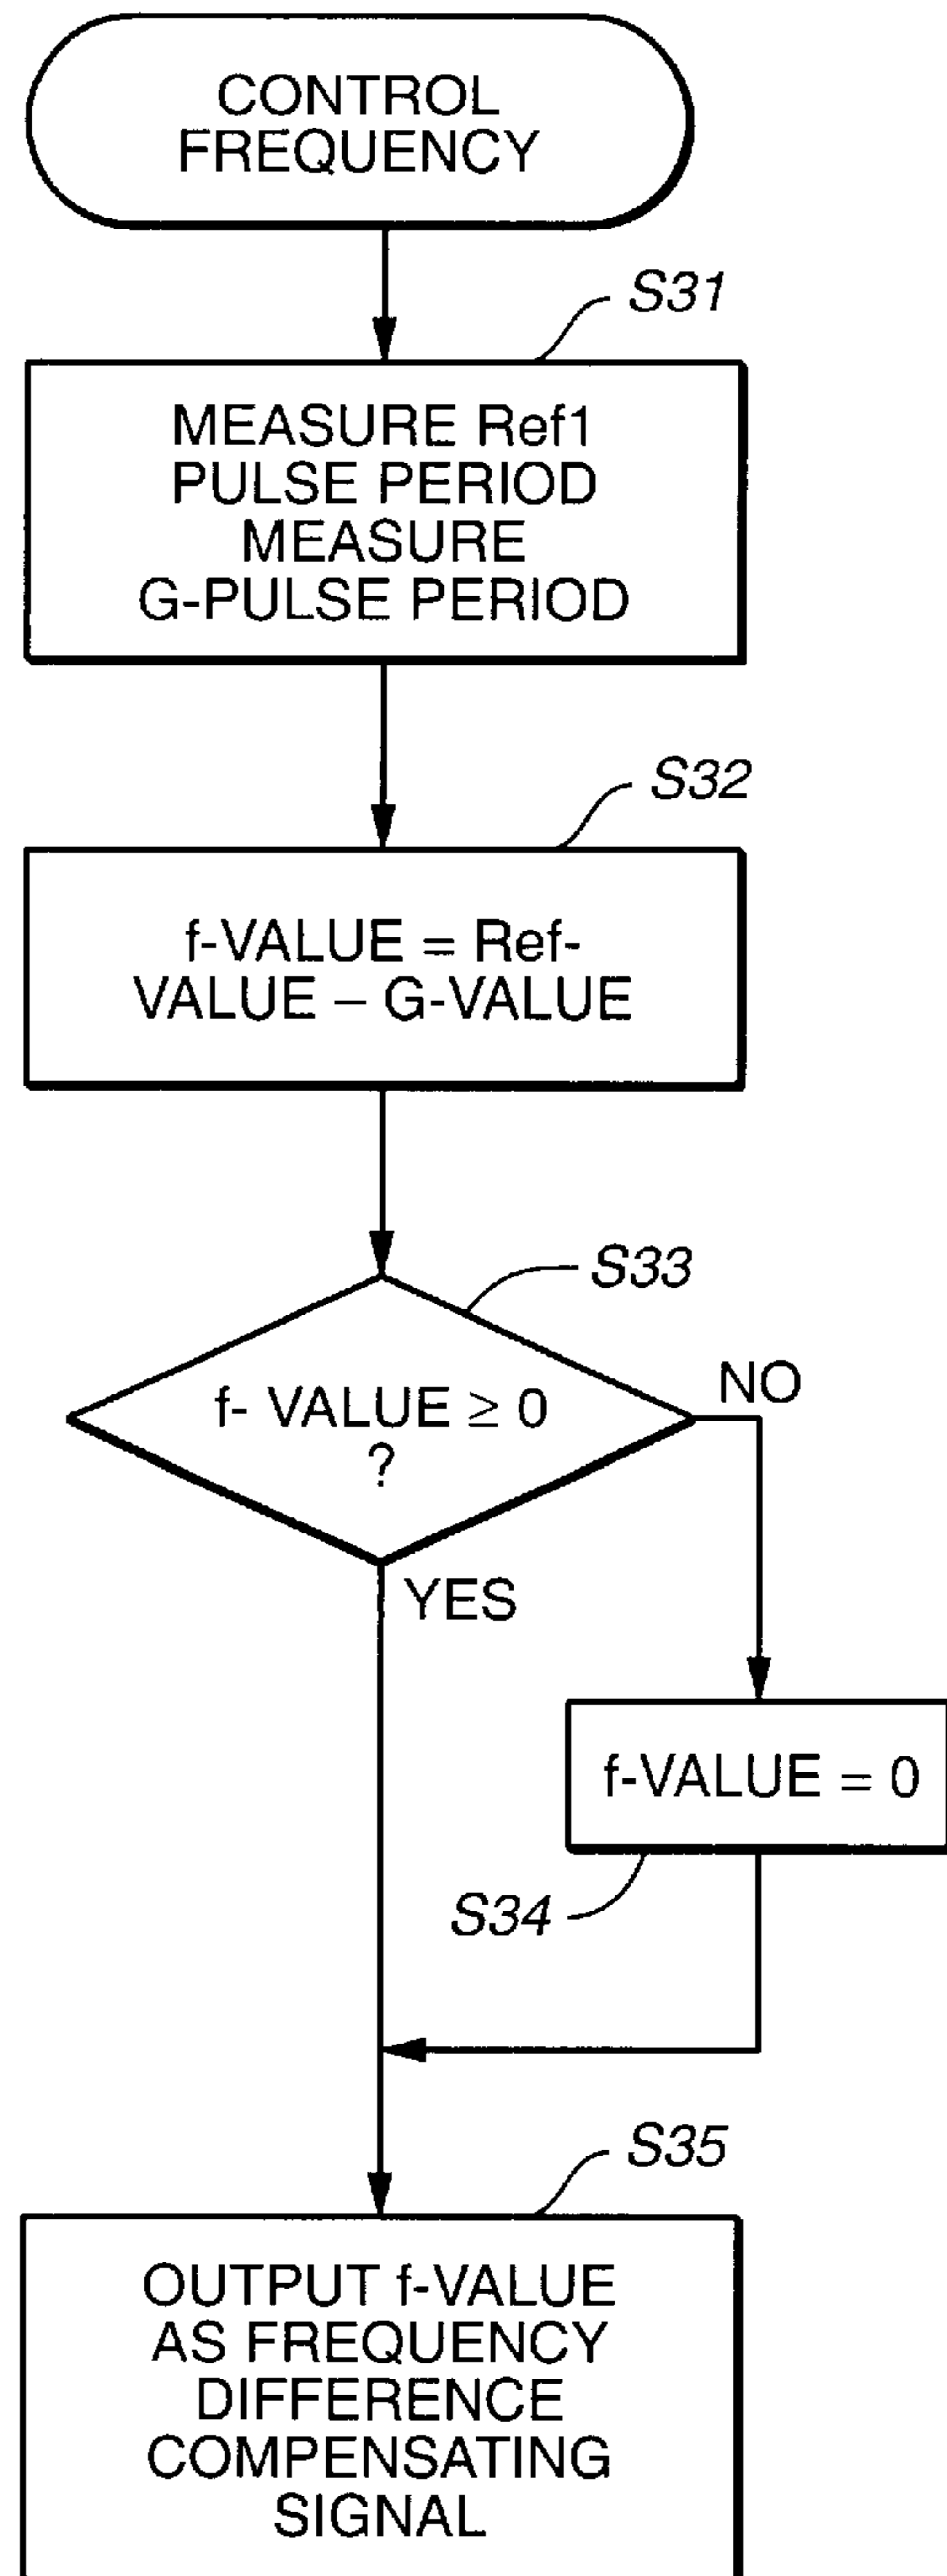 CONTROL
FREQUENCY
S31
MEASURE Ref1
PULSE PERIOD
MEASURE
G-PULSE PERIOD
S32
f-VALUE = Ref-
VALUE – G-VALUE
S33
f- VALUE ≥ 0
?
NO
YES
f-VALUE = 0
S34
S35
OUTPUT f-VALUE
AS FREQUENCY
DIFFERENCE
COMPENSATING
SIGNAL